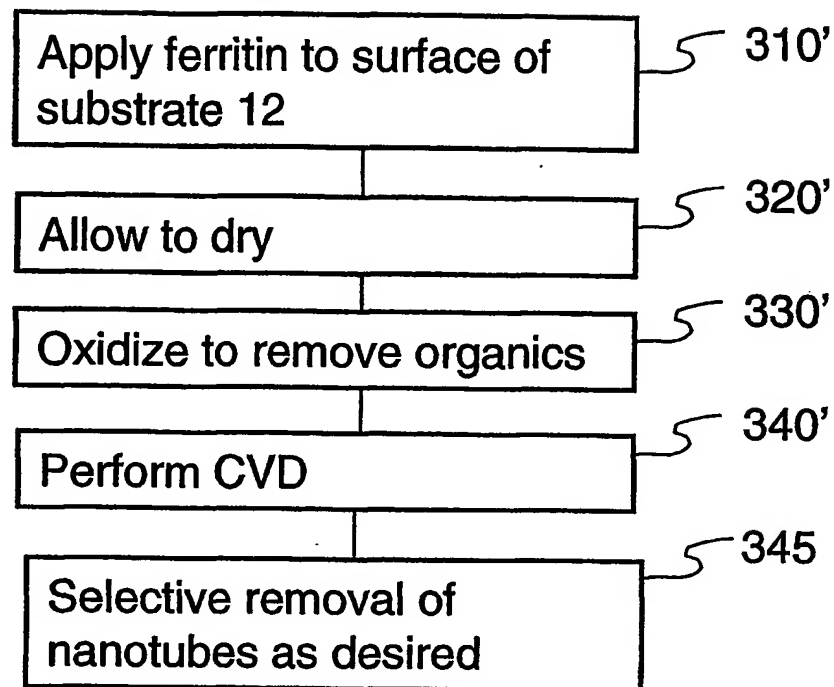 Apply ferritin to surface of
substrate 12
310'
Allow to dry
320'
Oxidize to remove organics
330'
Perform CVD
340'
Selective removal of
nanotubes as desired
345